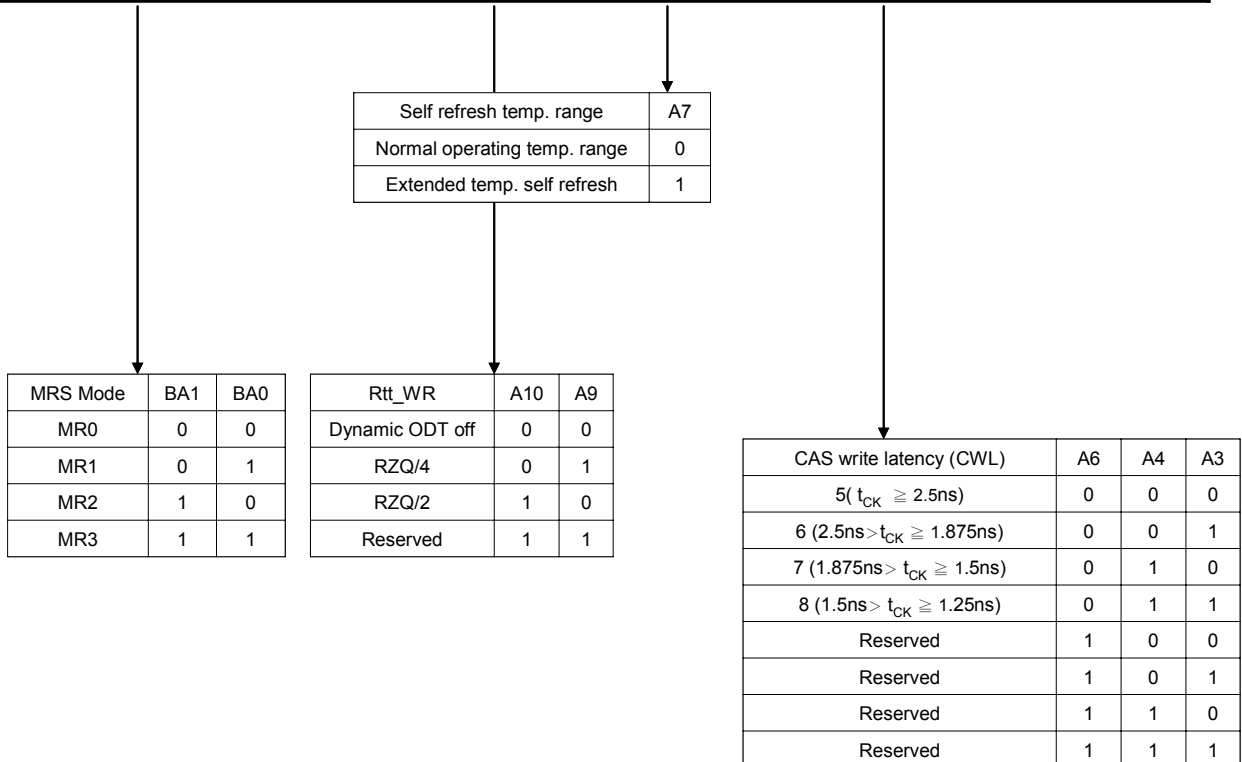 Self refresh temp. range A7
Normal operating temp. range 0
Extended temp. self refresh 1
MRS Mode BA1 BA0
MR0 0 0
MR1 0 1
MR2 1 0
MR3 1 1
Rtt_WR A10 A9
Dynamic ODT off 0 0
RZQ/4 0 1
RZQ/2 1 0
Reserved 1 1
CAS write latency (CWL) A6 A4 A3
5( tCK ≧ 2.5ns) 0 0 0
6 (2.5ns>tCK ≧ 1.875ns) 0 0 1
7 (1.875ns> tCK ≧ 1.5ns) 0 1 0
8 (1.5ns> tCK ≧ 1.25ns) 0 1 1
Reserved 1 0 0
Reserved 1 0 1
Reserved 1 1 0
Reserved 1 1 1